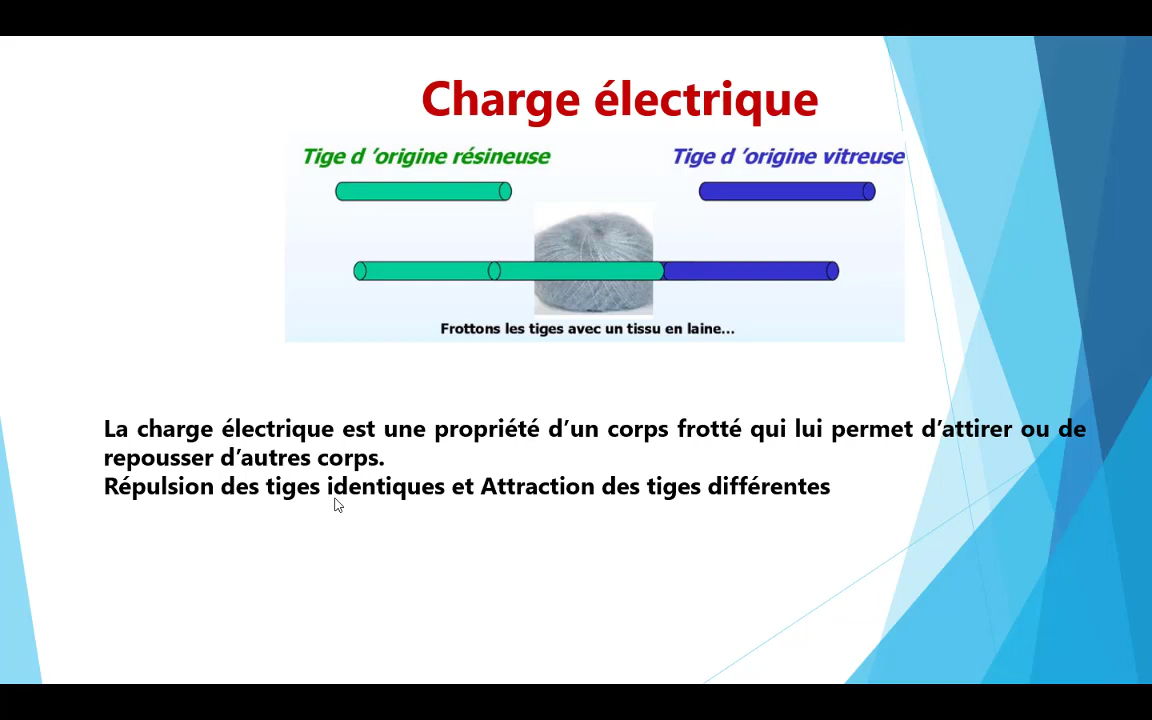 Charge électrique
Tige d ’origine résineuse
Tige d ’origine vitreuse
Frottons les tiges avec un tissu en laine...
La charge électrique est une propriété d’un corps frotté qui lui permet d’attirer ou de
repousser d’autres corps.
Répulsion des tiges identiques et Attraction des tiges différentes